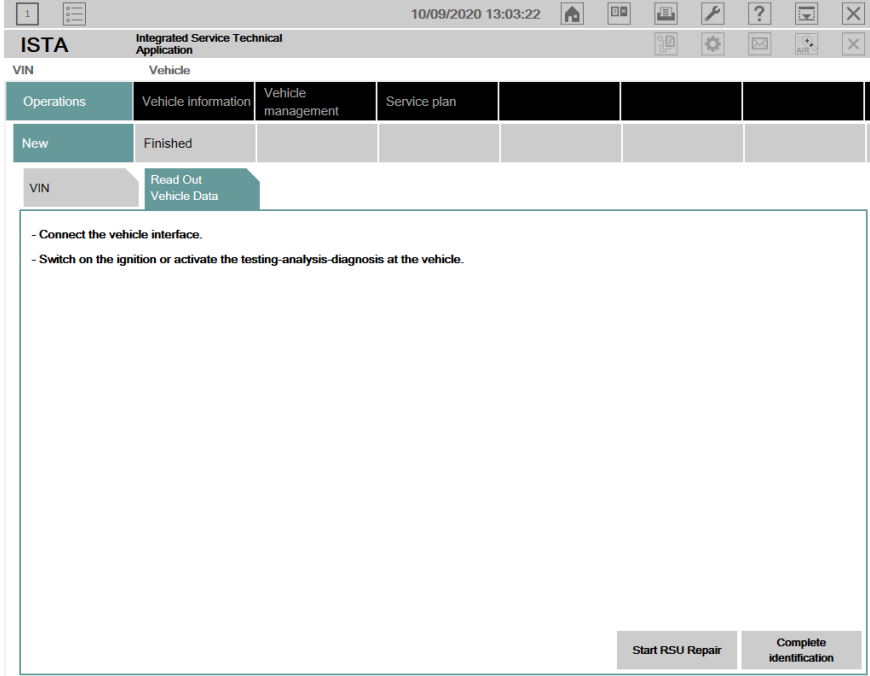 1
10/09/2020 13:03:22
?
ISTA
Integrated Service Technical
Application
AIR
VIN
Vehicle
Operations
Vehicle information
Vehicle
management
Service plan
New
Finished
VIN
Read Out
Vehicle Data
- Connect the vehicle interface.
- Switch on the ignition or activate the testing-analysis-diagnosis at the vehicle.
Start RSU Repair
Complete
identification